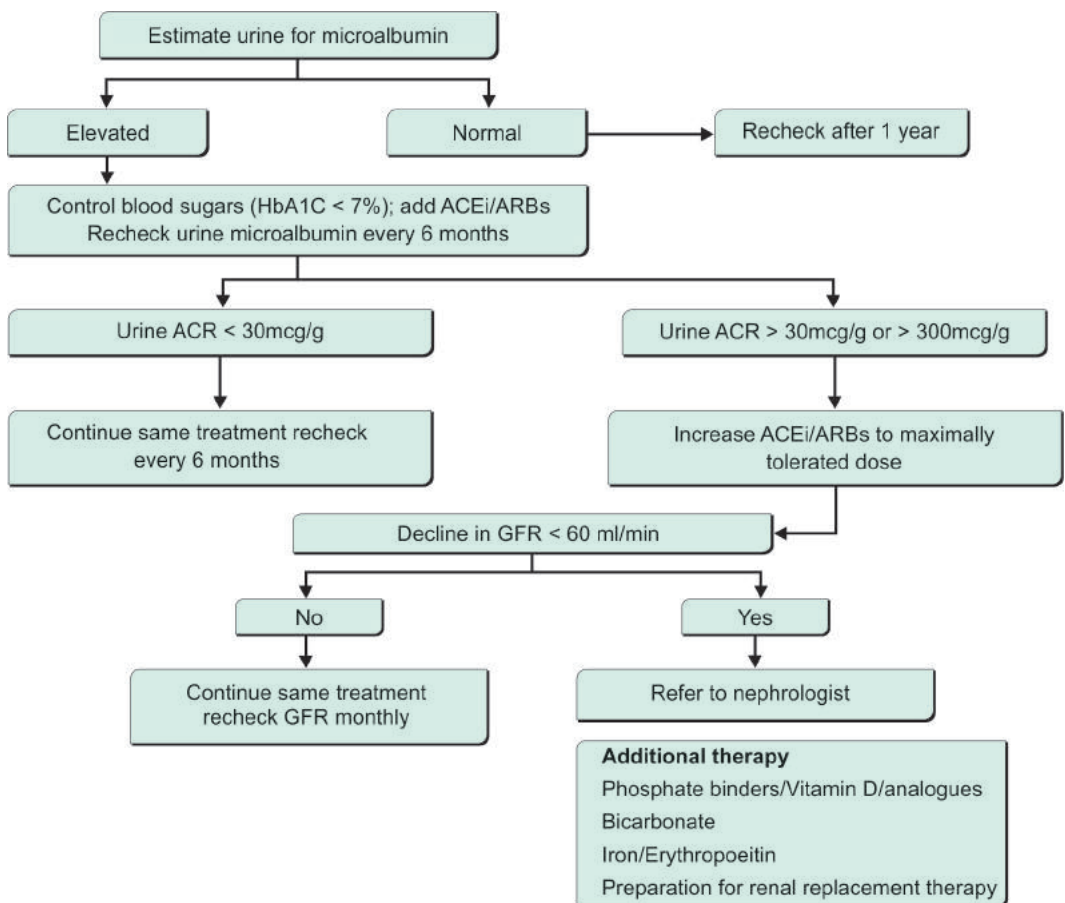 Estimate urine for microalbumin
Elevated
Normal
Recheck after 1 year
Control blood sugars (HbA1C < 7%); add ACEi/ARBs
Recheck urine microalbumin every 6 months
Urine ACR < 30mcg/g
Urine ACR > 30mcg/g or > 300mcg/g
Continue same treatment recheck
every 6 months
Increase ACEi/ARBs to maximally
tolerated dose
Decline in GFR < 60 ml/min
No
Yes
Continue same treatment
recheck GFR monthly
Refer to nephrologist
Additional therapy
Phosphate binders/Vitamin D/analogues
Bicarbonate
Iron/Erythropoeitin
Preparation for renal replacement therapy